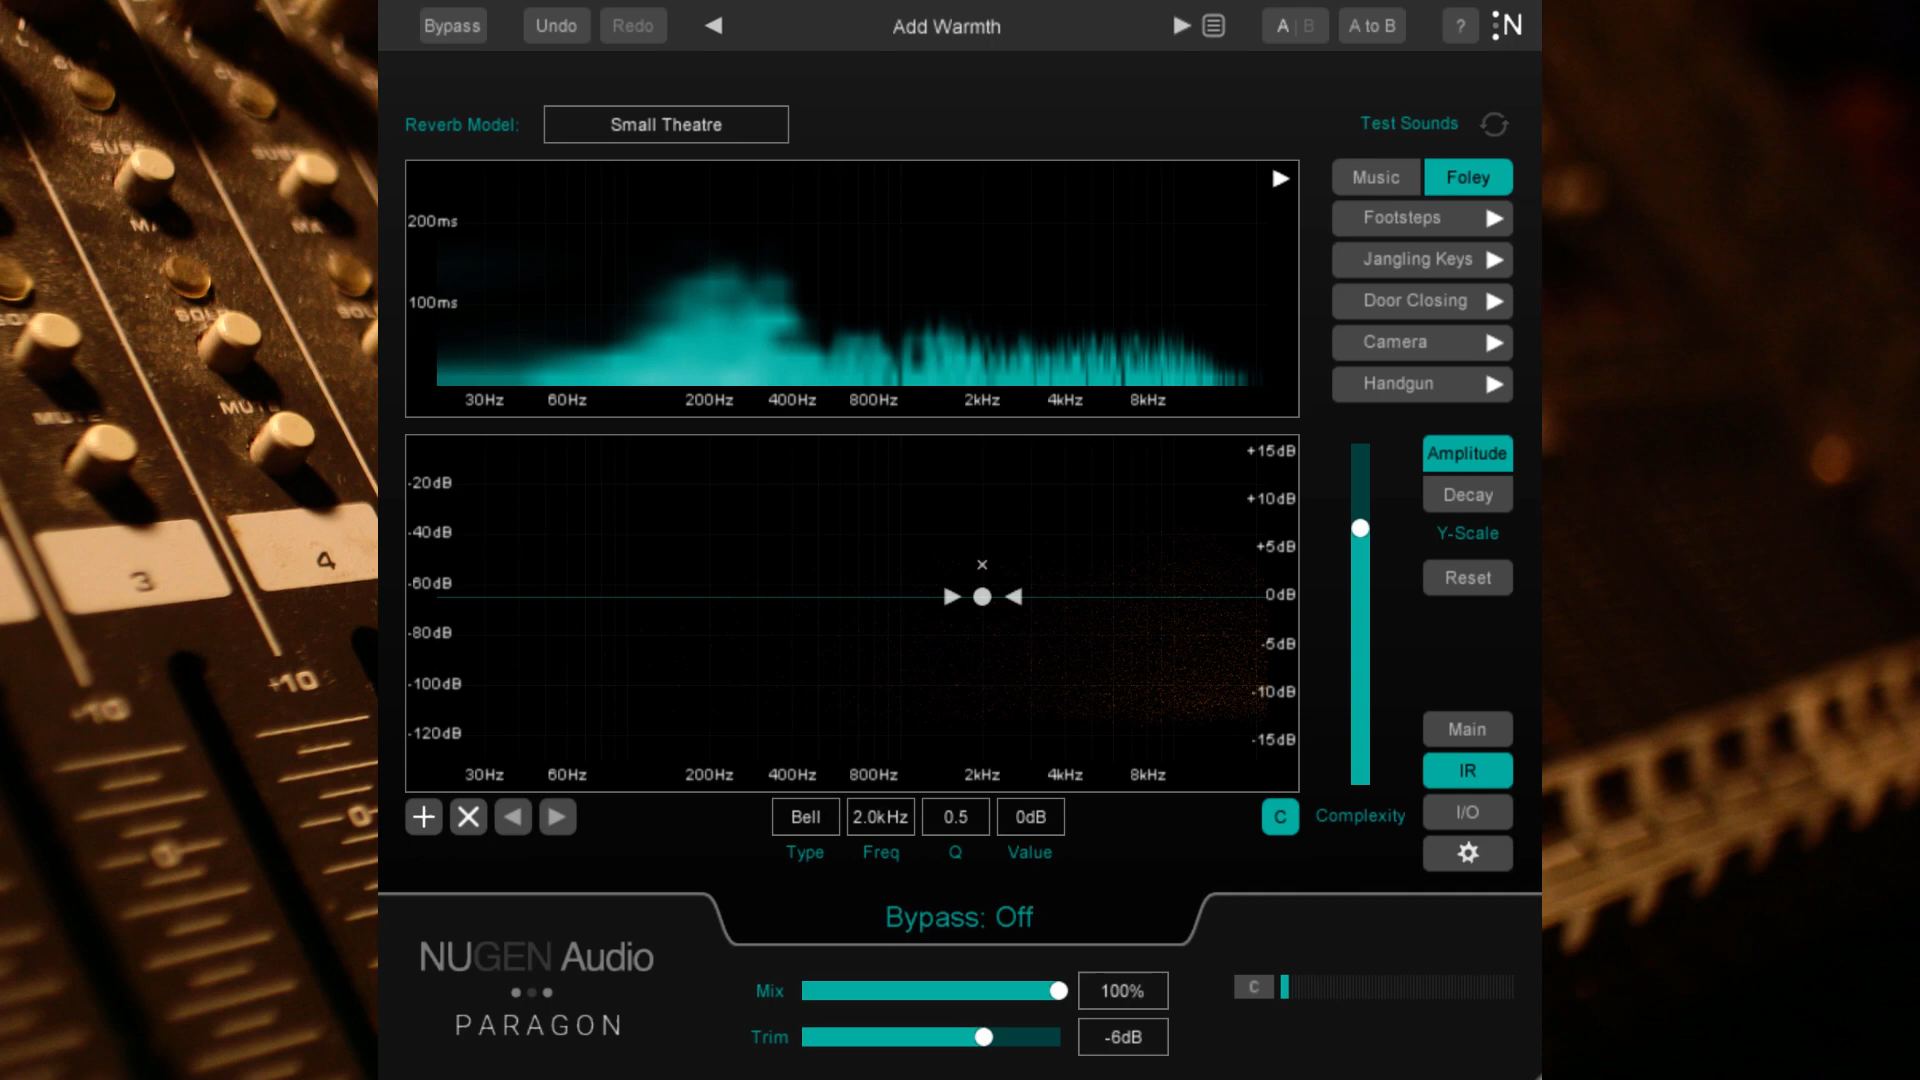 Bypass
Undo
Redo
Add Warmth
A | B
A to B
?
N
Reverb Model:
Small Theatre
Test Sounds
Music
Foley
Footsteps
Jangling Keys
Door Closing
Camera
Handgun
200ms
100ms
30Hz 60Hz 200Hz 400Hz 800Hz 2kHz 4kHz 8kHz
-20dB
-40dB
-60dB
-80dB
-100dB
-120dB
+15dB
+10dB
+5dB
0dB
-5dB
-10dB
-15dB
30Hz 60Hz 200Hz 400Hz 800Hz 2kHz 4kHz 8kHz
Amplitude
Decay
Y-Scale
Reset
Main
IR
I/O
Bell
2.0kHz
0.5
0dB
Type
Freq
Q
Value
C
Complexity
Bypass: Off
NUGEN Audio
PARAGON
Mix
100%
Trim
-6dB
C
MUTE
3
4
+10